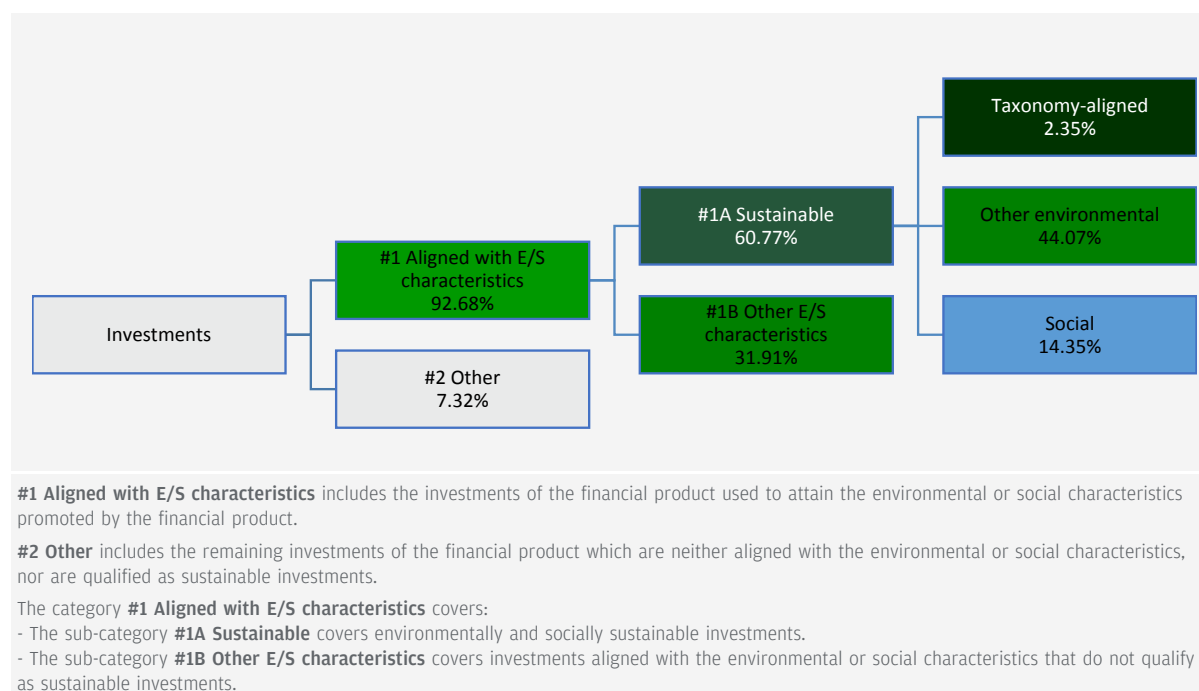 Taxonomy-aligned
2.35%
#1A Sustainable
60.77%
Other environmental
44.07%
#1 Aligned with E/S
characteristics
92.68%
Investments
#1B Other E/S
characteristics
31.91%
Social
14.35%
#2 Other
7.32%
#1 Aligned with E/S characteristics includes the investments of the financial product used to attain the environmental or social characteristics
promoted by the financial product.
#2 Other includes the remaining investments of the financial product which are neither aligned with the environmental or social characteristics,
nor are qualified as sustainable investments.
The category #1 Aligned with E/S characteristics covers:
- The sub-category #1A Sustainable covers environmentally and socially sustainable investments.
- The sub-category #1B Other E/S characteristics covers investments aligned with the environmental or social characteristics that do not qualify
as sustainable investments.